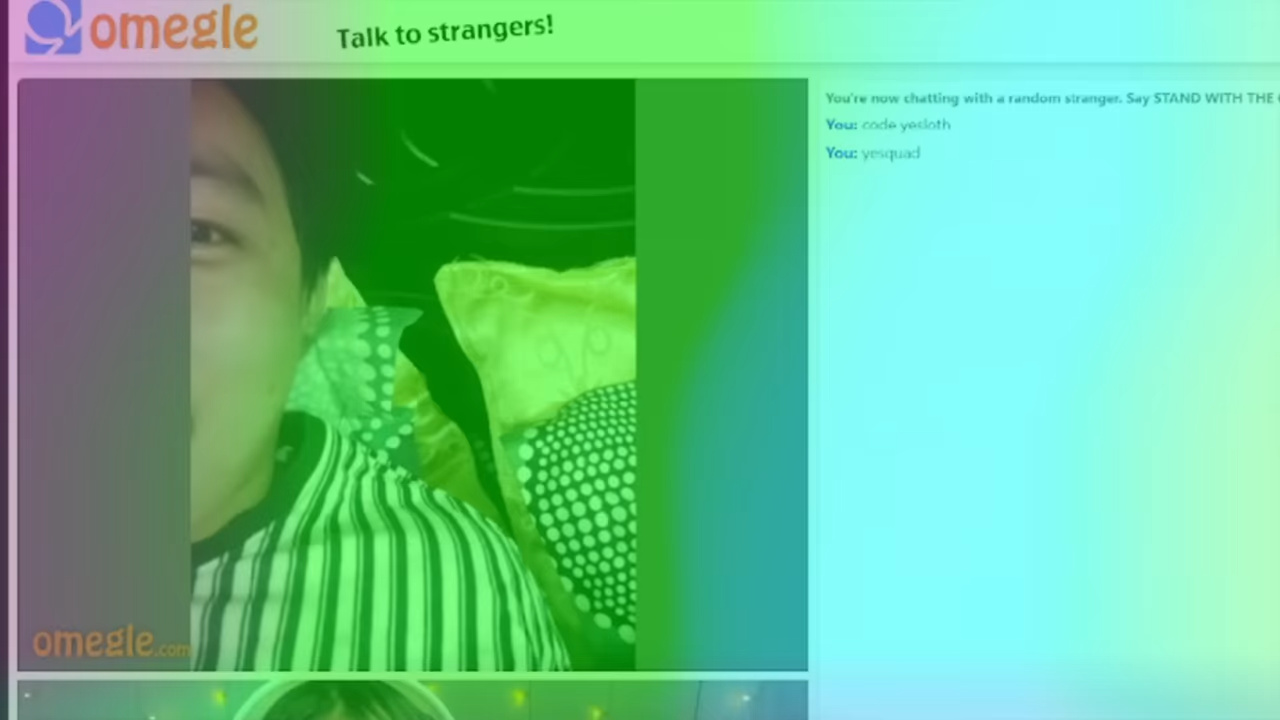 omegle
Talk to strangers!
You're now chatting with a random stranger. Say STAND WITH THE
You: code yesloth
You: yesquad
omegle.com